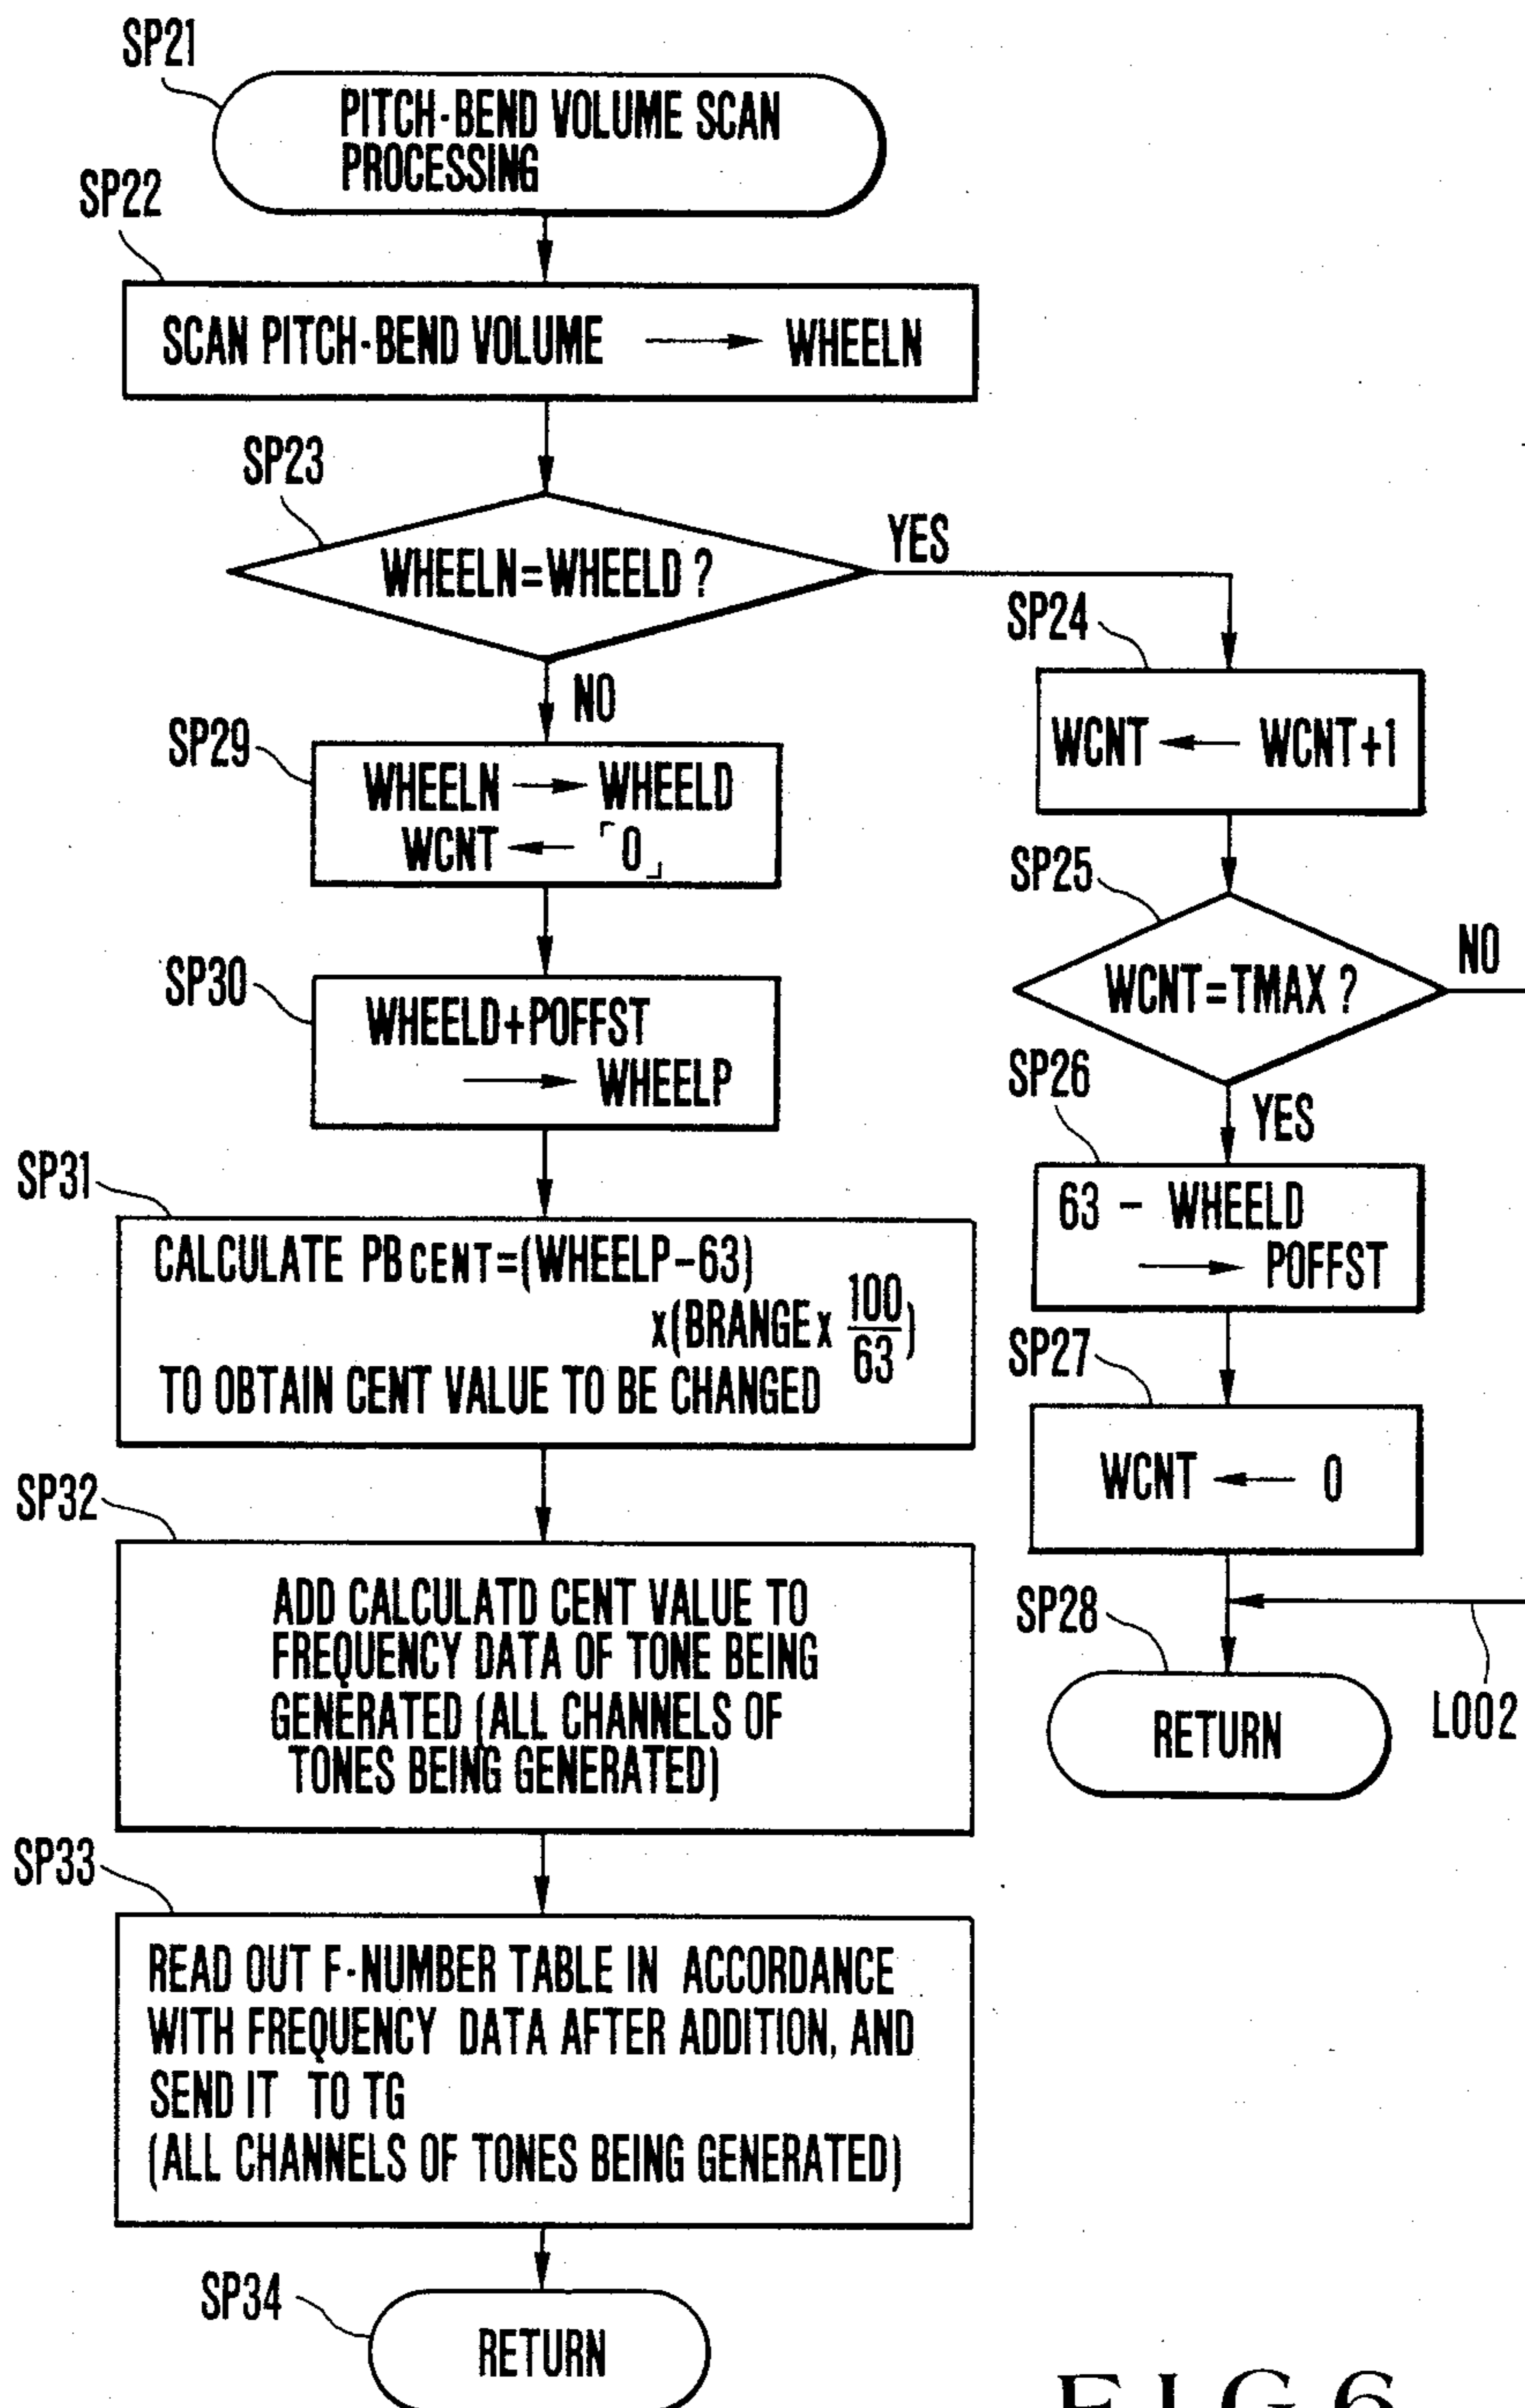 SP21
PITCH-BEND VOLUME SCAN
PROCESSING
SP22
SCAN PITCH-BEND VOLUME → WHEELN
SP23
WHEELN=WHEELD ?
YES
NO
SP24
WCNT ← WCNT+1
SP25
WCNT=TMAX ?
NO
YES
SP26
63 - WHEELD
→ POFFST
SP27
WCNT ← 0
SP28
RETURN
L002
SP29
WHEELN → WHEELD
WCNT ← 「0」
SP30
WHEELD+POFFST
→ WHEELP
SP31
CALCULATE PBCENT=(WHEELP-63)
x(BRANGE x 100/63)
TO OBTAIN CENT VALUE TO BE CHANGED
SP32
ADD CALCULATD CENT VALUE TO
FREQUENCY DATA OF TONE BEING
GENERATED (ALL CHANNELS OF
TONES BEING GENERATED)
SP33
READ OUT F-NUMBER TABLE IN ACCORDANCE
WITH FREQUENCY DATA AFTER ADDITION, AND
SEND IT TO TG
(ALL CHANNELS OF TONES BEING GENERATED)
SP34
RETURN
FIG.6